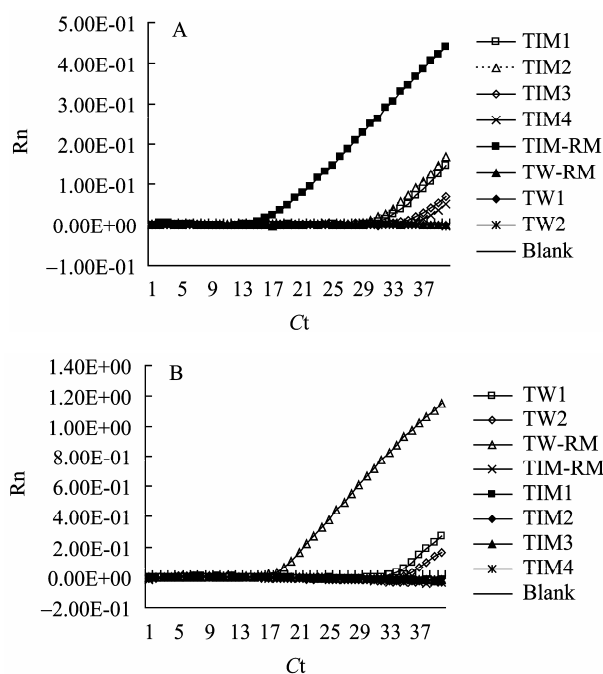 A
5.00E-01
4.00E-01
3.00E-01
2.00E-01
1.00E-01
0.00E+00
−1.00E-01
Rn
1 5 9 13 17 21 25 29 33 37
Ct
TIM1
TIM2
TIM3
TIM4
TIM-RM
TW-RM
TW1
TW2
Blank
B
1.40E+00
1.20E+00
1.00E+00
8.00E-01
6.00E-01
4.00E-01
2.00E-01
0.00E+00
−2.00E-01
Rn
1 5 9 13 17 21 25 29 33 37
Ct
TW1
TW2
TW-RM
TIM-RM
TIM1
TIM2
TIM3
TIM4
Blank